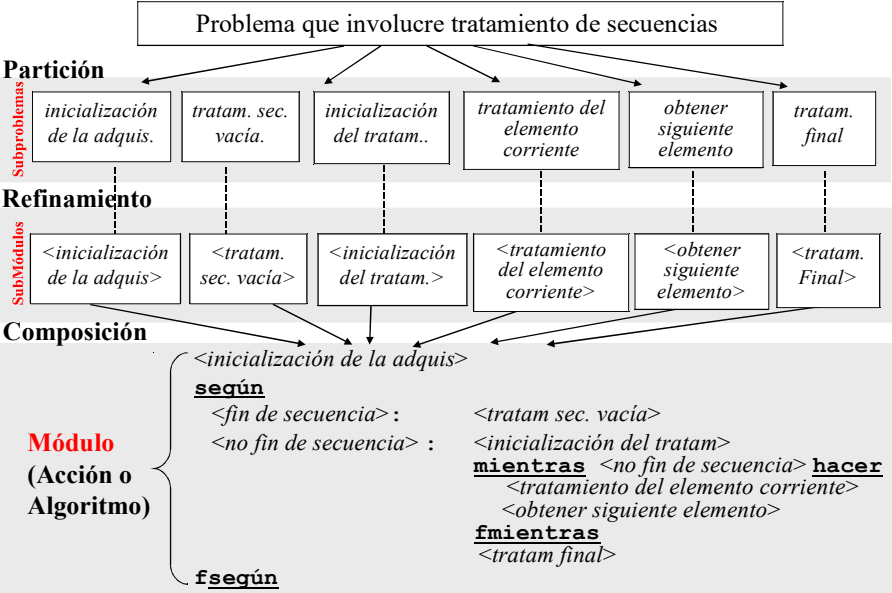 Problema que involucre tratamiento de secuencias
Partición
Subproblemas
inicialización
de la adquis.
tratam. sec.
vacía.
inicialización
del tratam..
tratamiento del
elemento
corriente
obtener
siguiente
elemento
tratam.
final
Refinamiento
SubMódulos
<inicialización
de la adquis>
<tratam.
sec. vacía>
<inicialización
del tratam.>
<tratamiento
del elemento
corriente>
<obtener
siguiente
elemento>
<tratam.
Final>
Composición
<inicialización de la adquis>
según
<fin de secuencia>: <tratam sec. vacía>
<no fin de secuencia> : <inicialización del tratam>
mientras <no fin de secuencia> hacer
<tratamiento del elemento corriente>
<obtener siguiente elemento>
fmientras
<tratam final>
fsegún
Módulo
(Acción o
Algoritmo)